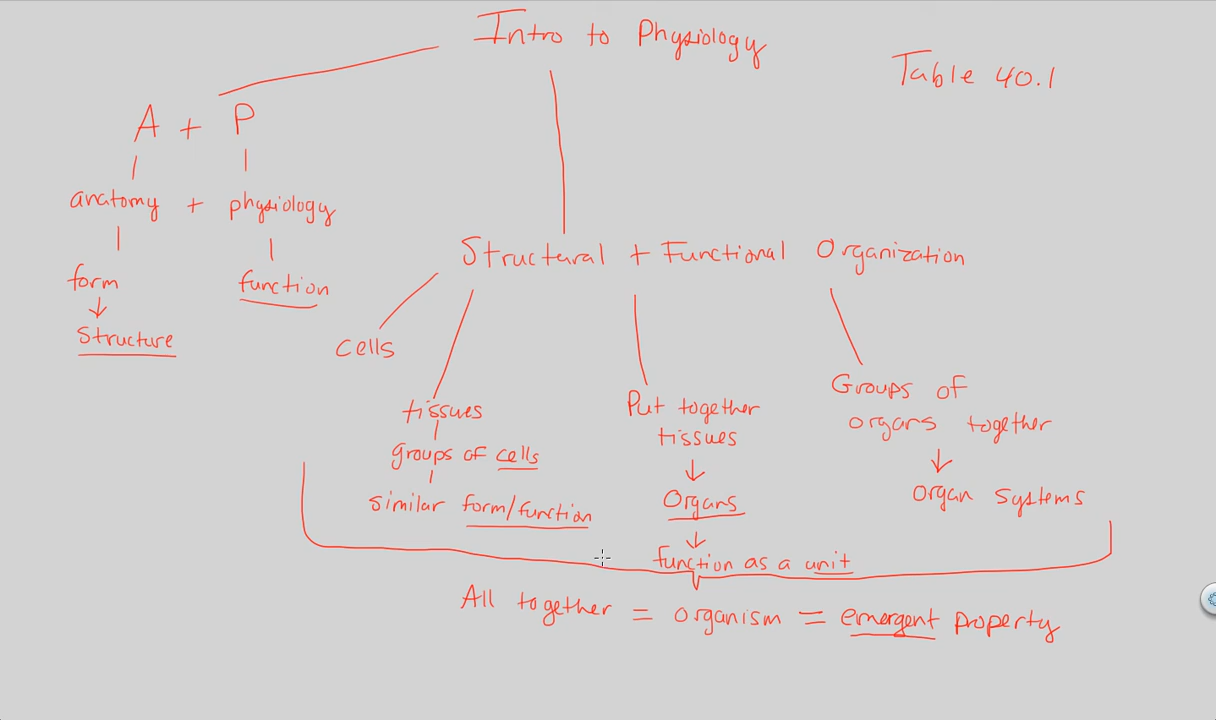 Intro to Physiology
Table 40.1
A + P
anatomy + physiology
form
function
Structure
Structural + Functional Organization
Cells
tissues
groups of cells
similar form/function
Put together
tissues
Organs
function as a unit
Groups of
organs together
organ systems
All together = organism = emergent property